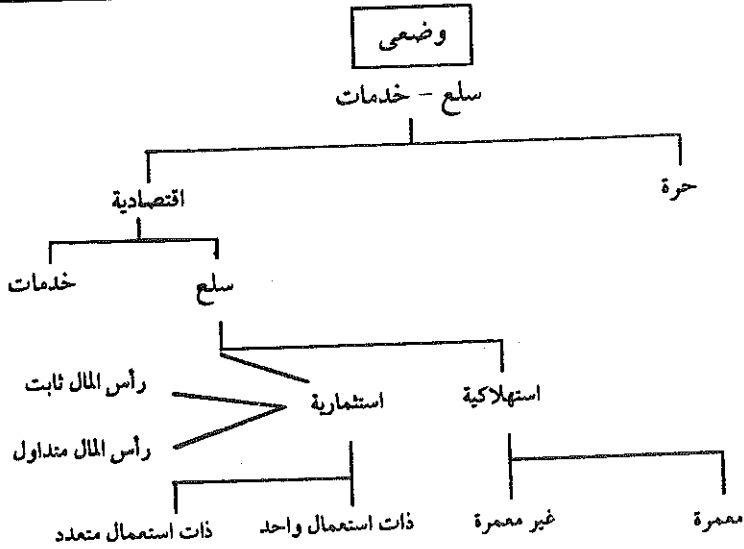 وضعى
سلع – خدمات
حرة
اقتصادية
سلع
خدمات
استهلاكية
استثمارية
رأس المال ثابت
رأس المال متداول
معمرة
غير معمرة
ذات استعمال واحد
ذات استعمال متعدد